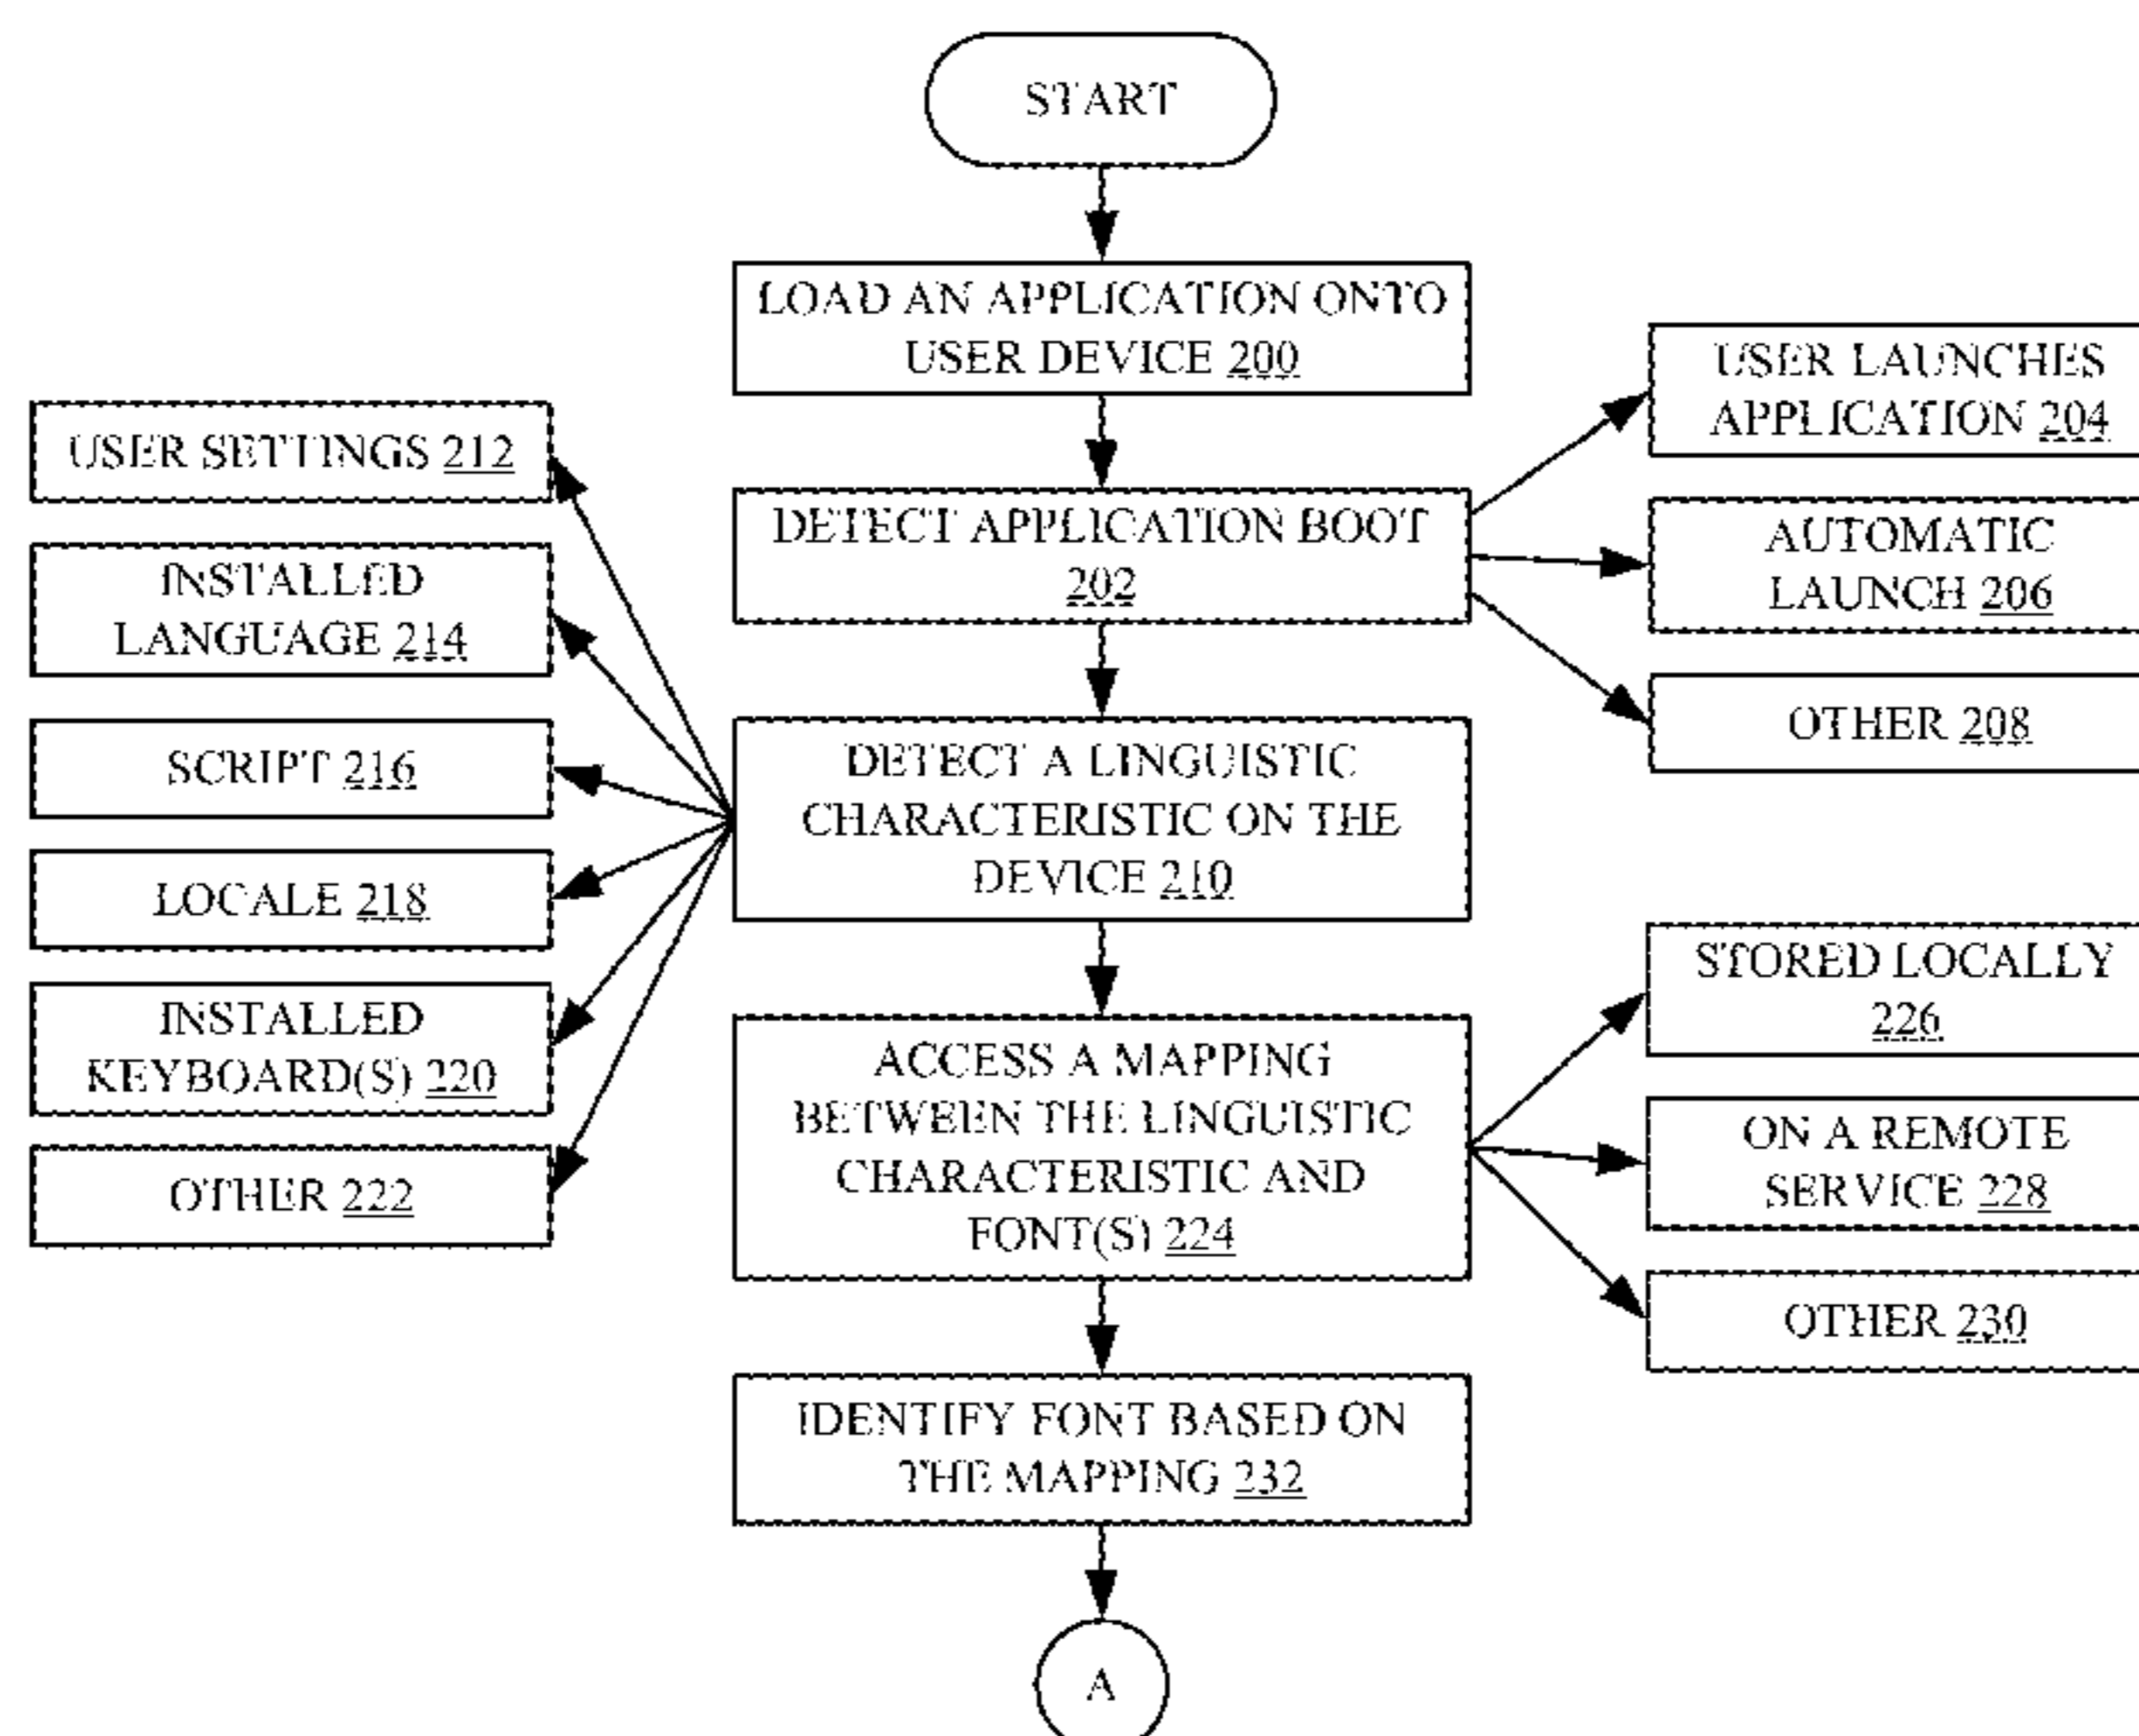 START
LOAD AN APPLICATION ONTO
USER DEVICE 200
USER LAUNCHES
APPLICATION 204
USER SETTINGS 212
DETECT APPLICATION BOOT
202
AUTOMATIC
LAUNCH 206
INSTALLED
LANGUAGE 214
OTHER 208
SCRIPT 216
DETECT A LINGUISTIC
CHARACTERISTIC ON THE
DEVICE 210
LOCALE 218
STORED LOCALLY
226
INSTALLED
KEYBOARD(S) 220
ACCESS A MAPPING
BETWEEN THE LINGUISTIC
CHARACTERISTIC AND
FONT(S) 224
ON A REMOTE
SERVICE 228
OTHER 222
OTHER 230
IDENTIFY FONT BASED ON
THE MAPPING 232
A